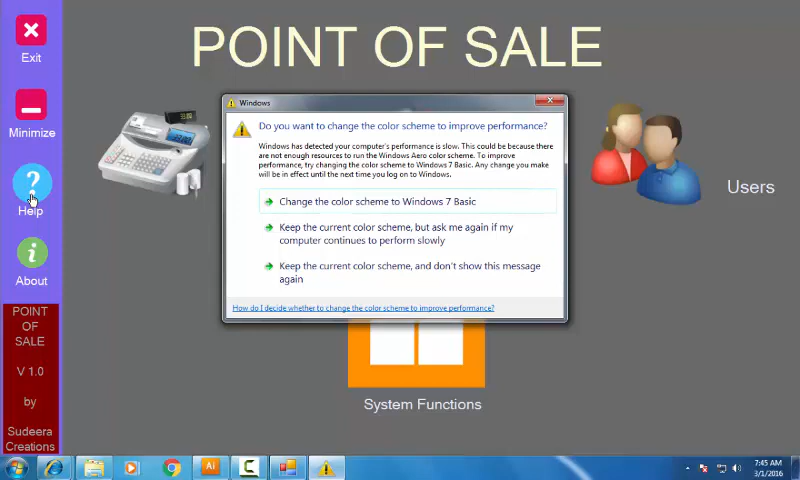 POINT OF SALE
Exit
Minimize
?
Help
i
About
POINT
OF
SALE
V 1.0
by
Sudeera
Creations
Windows
Do you want to change the color scheme to improve performance?
Windows has detected your computer's performance is slow. This could be because there
are not enough resources to run the Windows Aero color scheme. To improve
performance, try changing the color scheme to Windows 7 Basic. Any change you make
will be in effect until the next time you log on to Windows.
Change the color scheme to Windows 7 Basic
Keep the current color scheme, but ask me again if my
computer continues to perform slowly
Keep the current color scheme, and don't show this message
again
How do I decide whether to change the color scheme to improve performance?
Users
System Functions
Ai
C
7:45 AM
3/1/2016